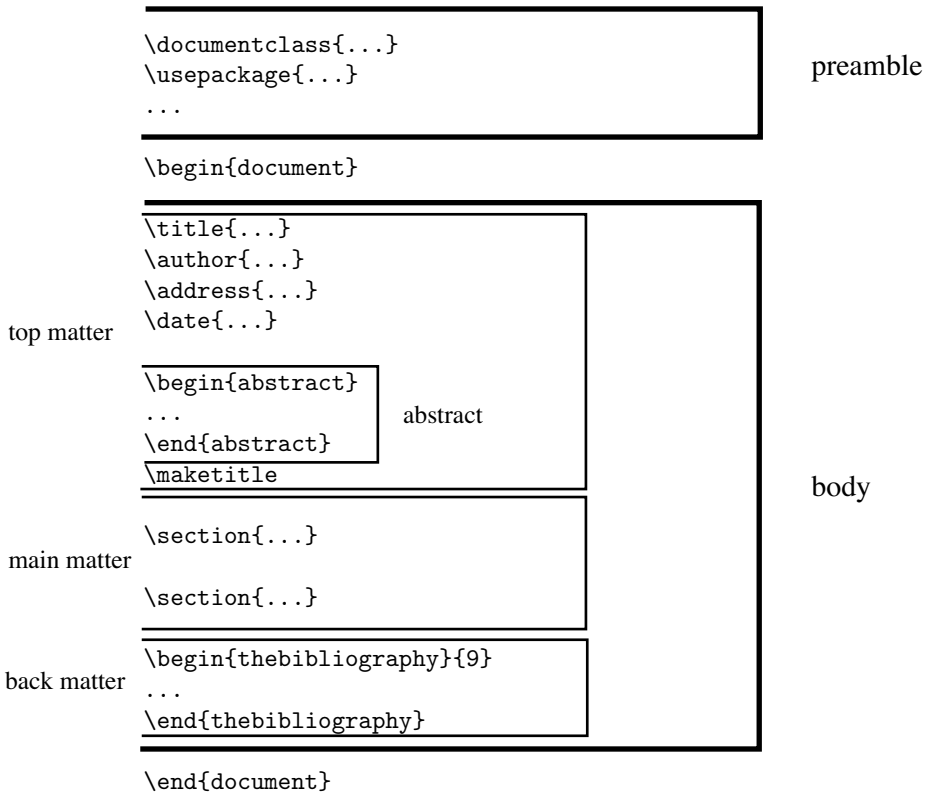 \documentclass{...}
\usepackage{...}
...
preamble
\begin{document}
\title{...}
\author{...}
\address{...}
\date{...}
top matter
\begin{abstract}
...
\end{abstract}
abstract
\maketitle
body
\section{...}
main matter
\section{...}
\begin{thebibliography}{9}
...
\end{thebibliography}
back matter
\end{document}